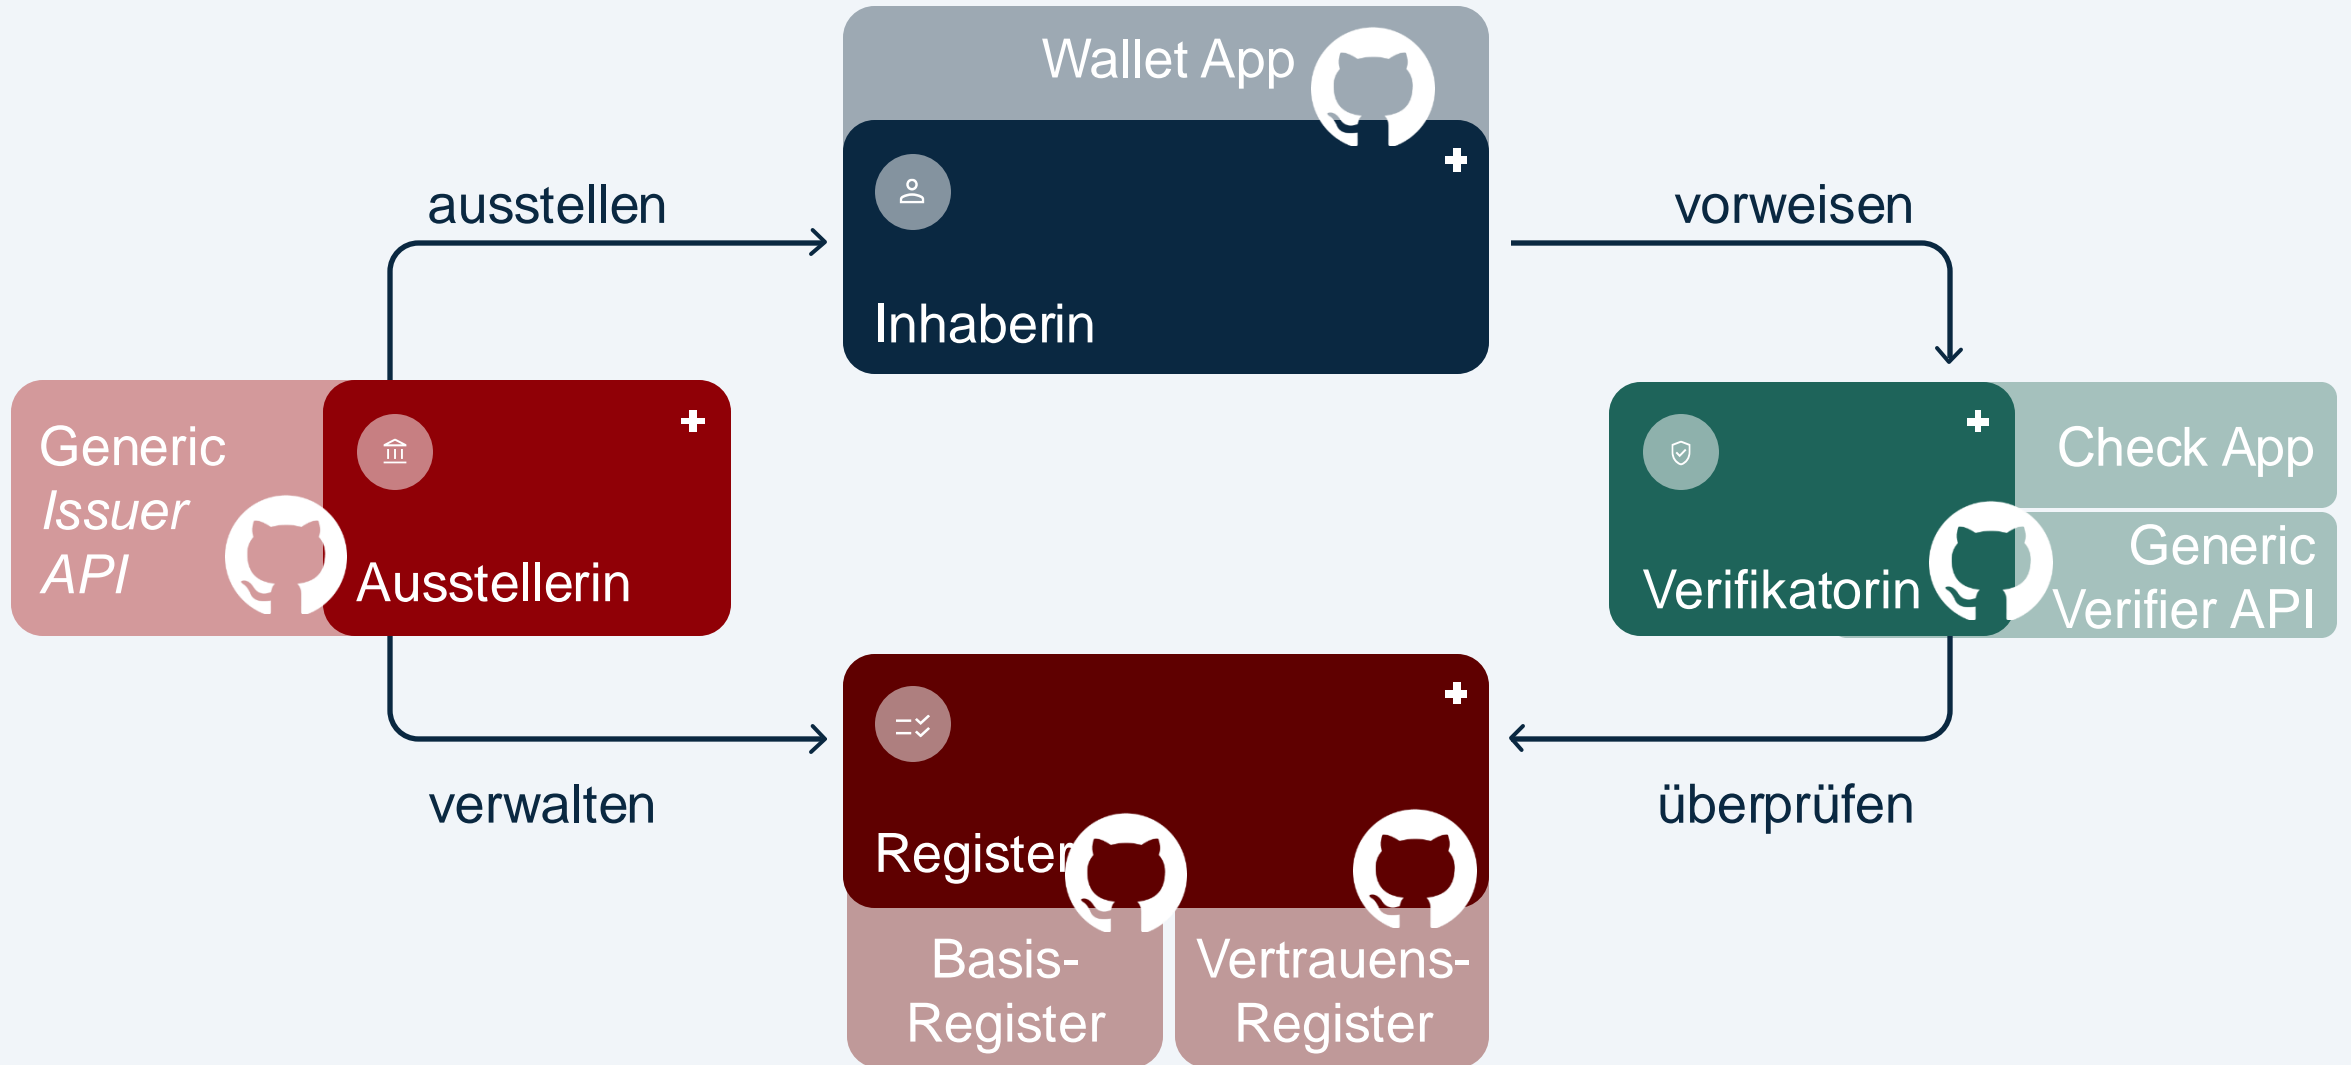 Wallet App
ausstellen
vorweisen
Inhaberin
Generic
Issuer
API
Ausstellerin
Check App
Generic
Verifier API
Verifikatorin
verwalten
überprüfen
Register
Basis-
Register
Vertrauens-
Register